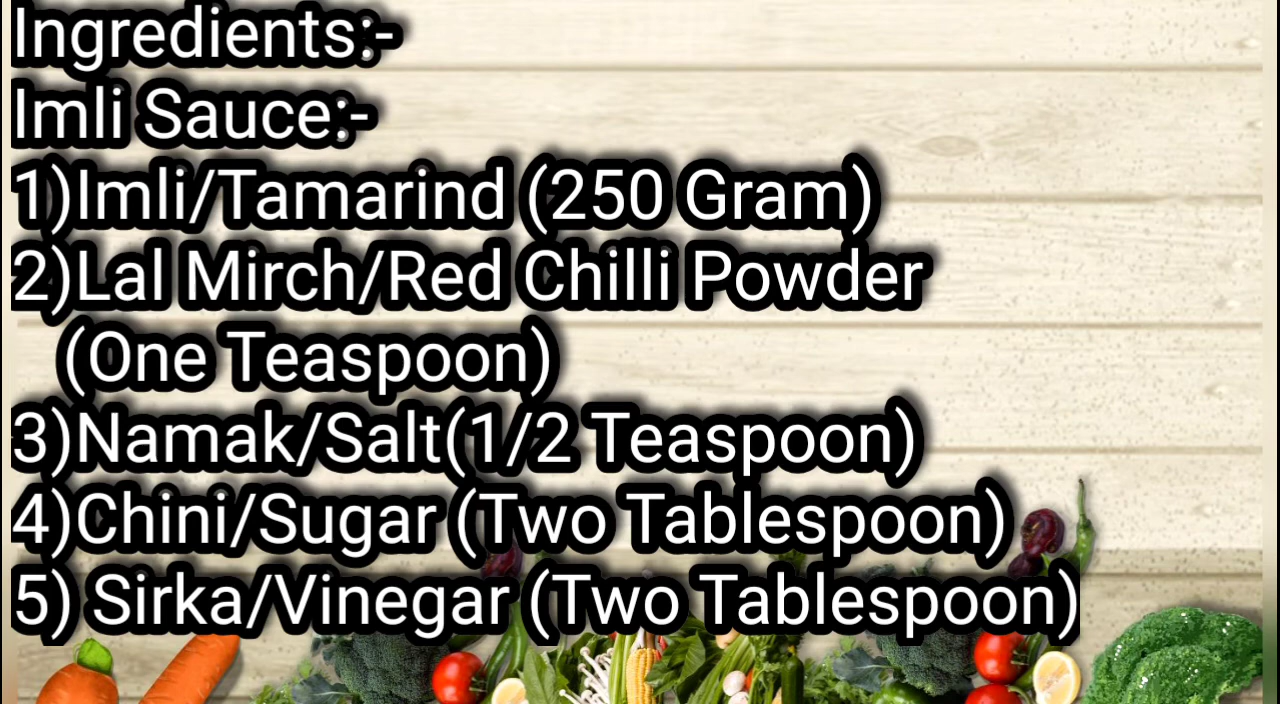 Ingredients:-
Imli Sauce:-
1)Imli/Tamarind (250 Gram)
2)Lal Mirch/Red Chilli Powder
(One Teaspoon)
3)Namak/Salt(1/2 Teaspoon)
4)Chini/Sugar (Two Tablespoon)
5) Sirka/Vinegar (Two Tablespoon)